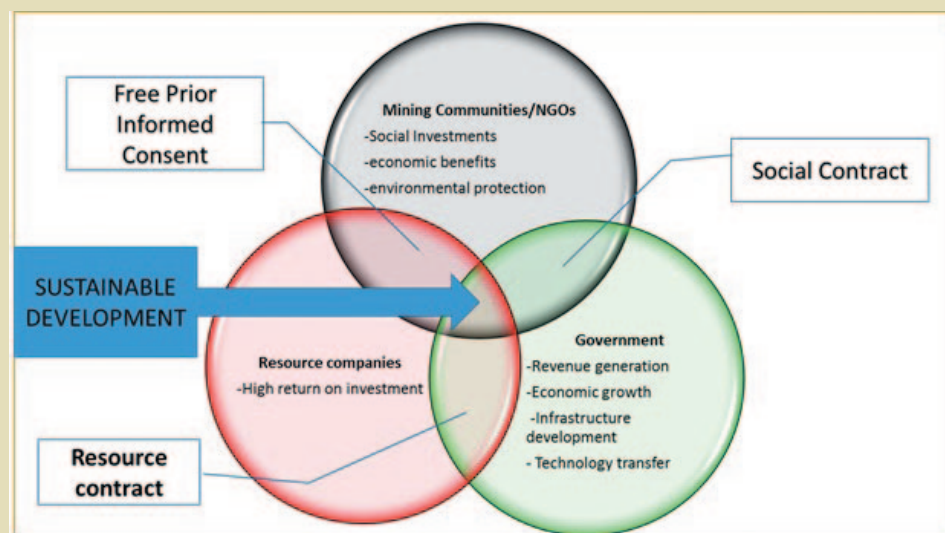 Free Prior
Informed
Consent
Mining Communities/NGOs
-Social Investments
-economic benefits
-environmental protection
Social Contract
SUSTAINABLE
DEVELOPMENT
Resource companies
-High return on investment
Government
-Revenue generation
-Economic growth
-Infrastructure
development
- Technology transfer
Resource
contract